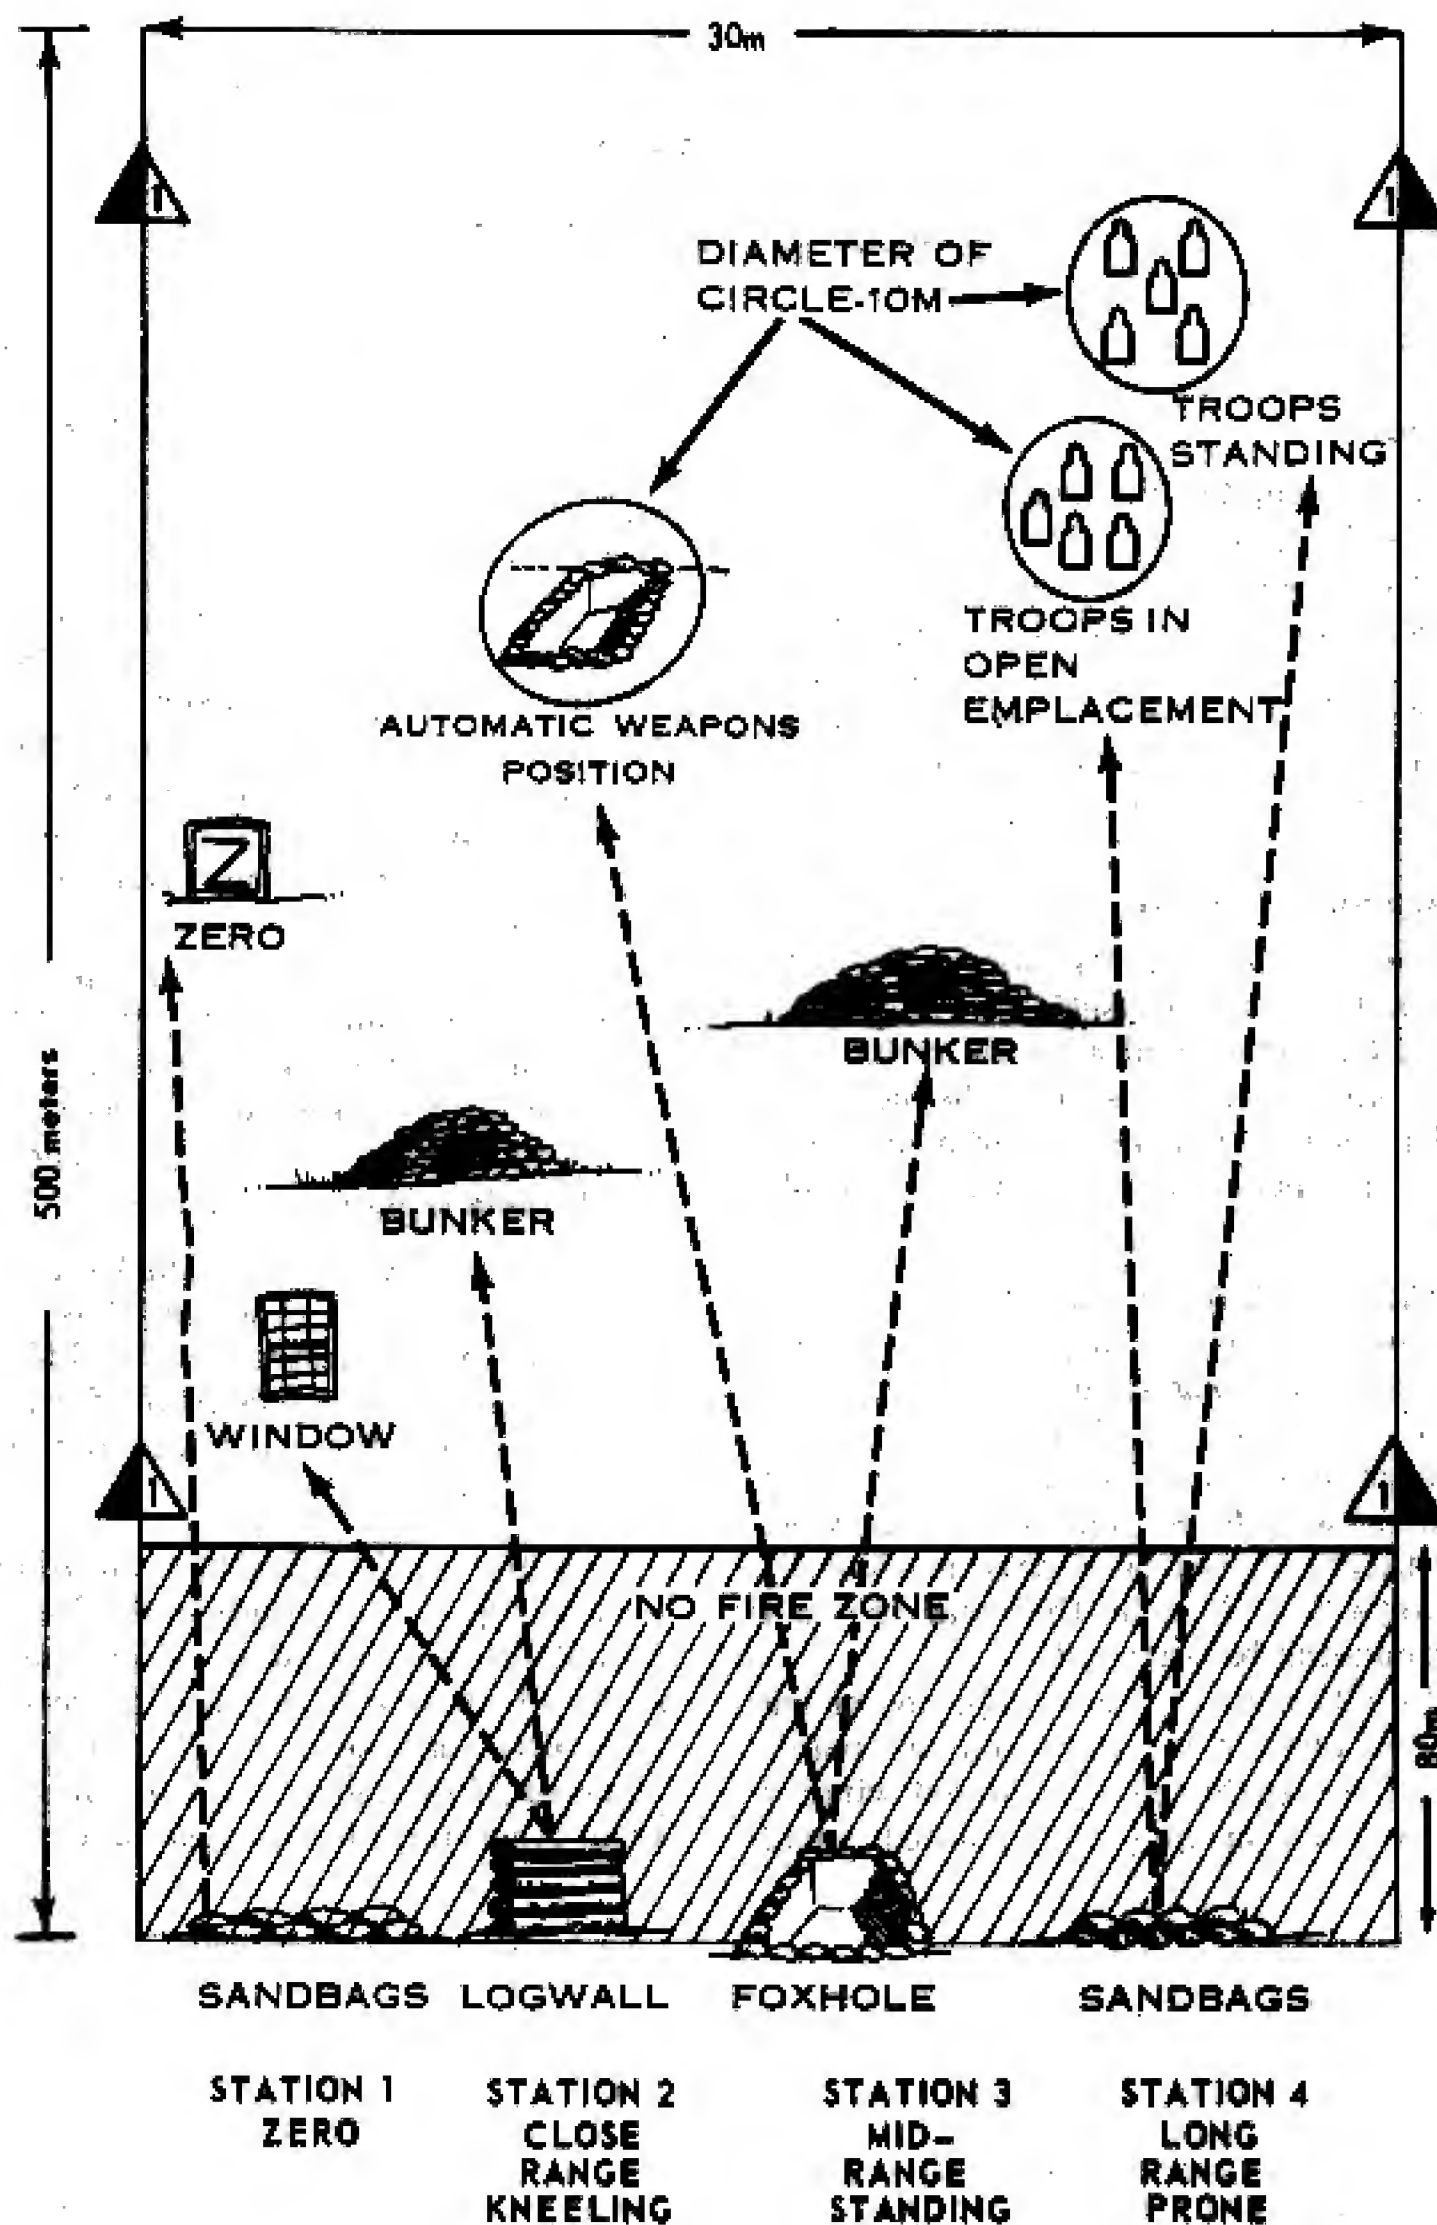 30m
1
1
DIAMETER OF
CIRCLE-10M
TROOPS
STANDING
TROOPS IN
OPEN
EMPLACEMENT
AUTOMATIC WEAPONS
POSITION
Z
ZERO
BUNKER
500 meters
BUNKER
WINDOW
1
1
NO FIRE ZONE
80m
SANDBAGS LOGWALL FOXHOLE SANDBAGS
STATION 1
ZERO
STATION 2
CLOSE
RANGE
KNEELING
STATION 3
MID-
RANGE
STANDING
STATION 4
LONG
RANGE
PRONE